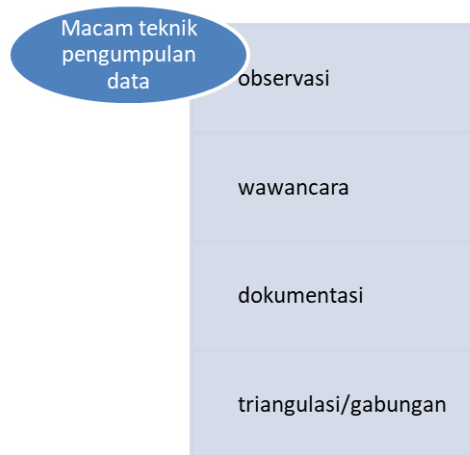 Macam teknik
pengumpulan
data
observasi
wawancara
dokumentasi
triangulasi/gabungan